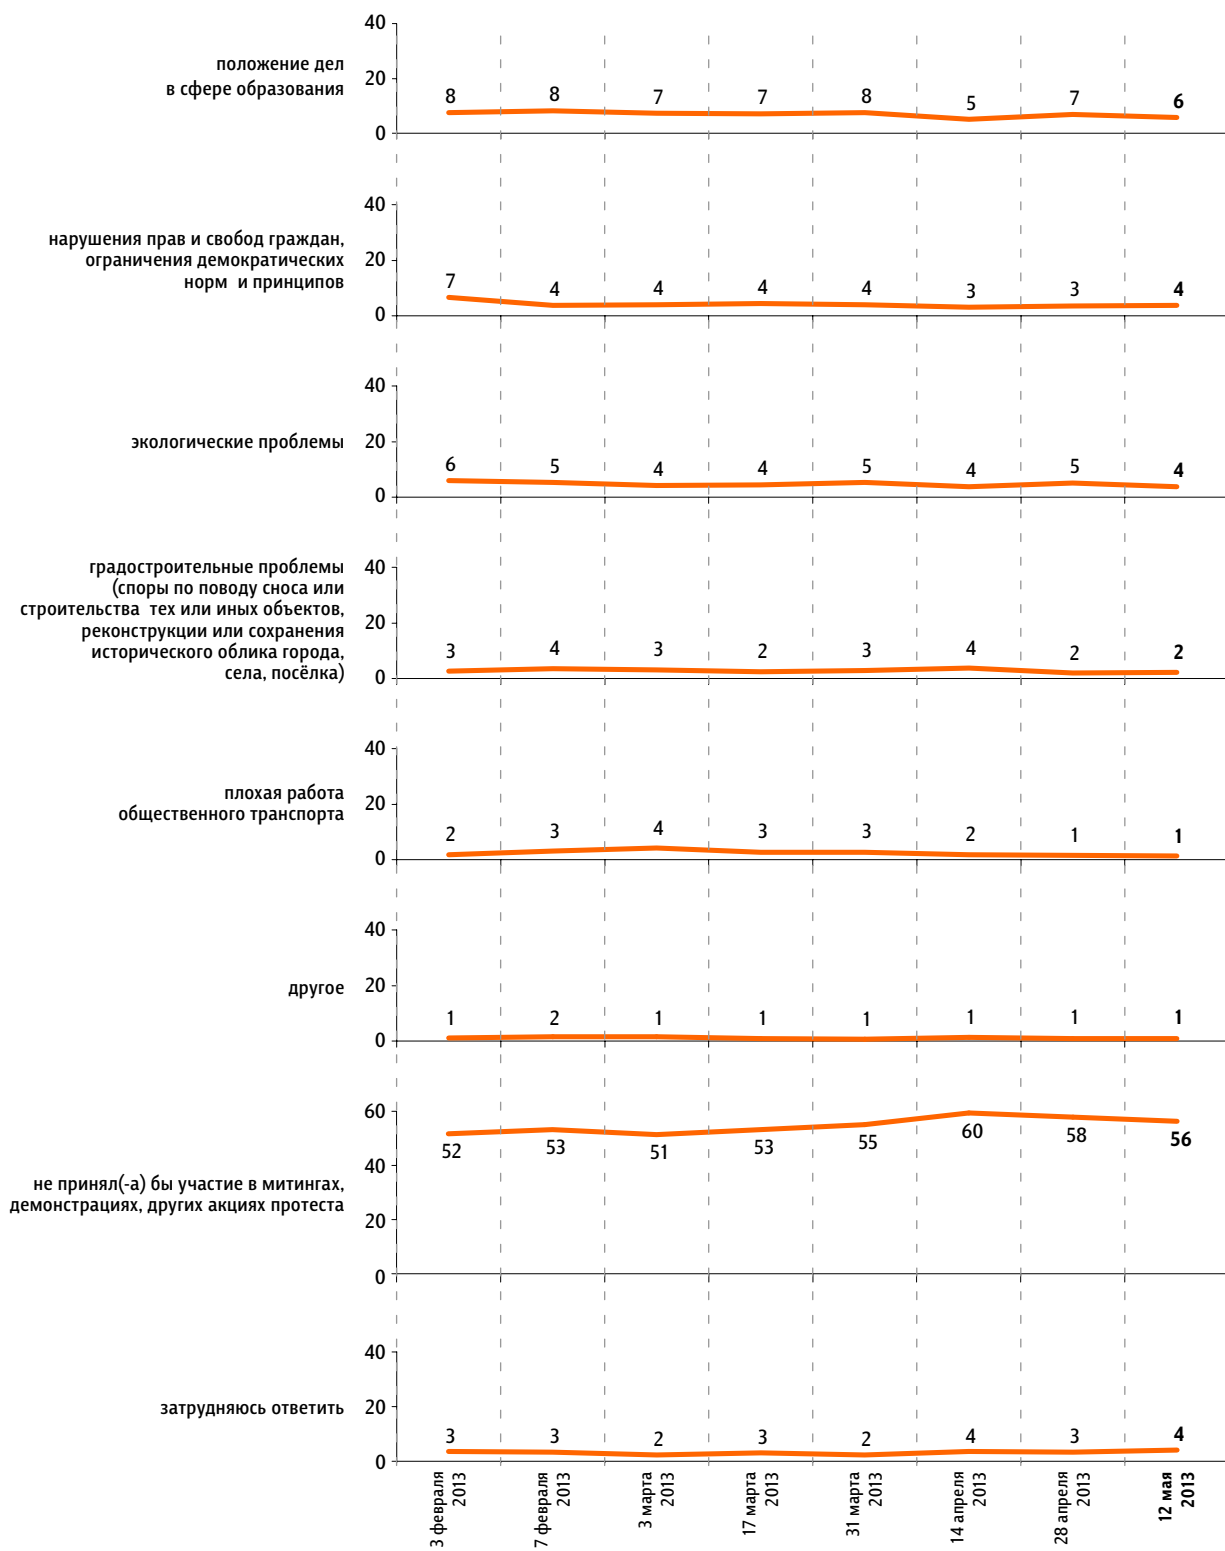 40
положение дел
в сфере образования
20
8 8 7 7 8 5 7 6
0
40
нарушения прав и свобод граждан,
ограничения демократических
норм и принципов
20
7 4 4 4 4 3 3 4
0
40
экологические проблемы
20
6 5 4 4 5 4 5 4
0
градостроительные проблемы
(споры по поводу сноса или
строительства тех или иных объектов,
реконструкции или сохранения
исторического облика города,
села, посёлка)
40
20
3 4 3 2 3 4 2 2
0
40
плохая работа
общественного транспорта
20
2 3 4 3 3 2 1 1
0
40
другое
20
1 2 1 1 1 1 1 1
0
60
52 53 51 53 55 60 58 56
40
не принял(-а) бы участие в митингах,
демонстрациях, других акциях протеста
20
0
40
затрудняюсь ответить
20
3 3 2 3 2 4 3 4
0
3 февраля
2013
7 февраля
2013
3 марта
2013
17 марта
2013
31 марта
2013
14 апреля
2013
28 апреля
2013
12 мая
2013